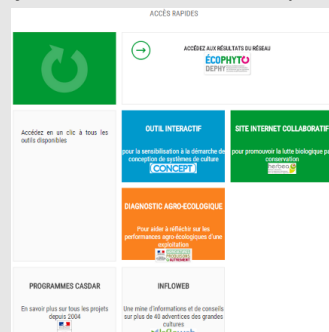 ACCÈS RAPIDES
ACCÉDEZ AUX RÉSULTATS DU RÉSEAU
ÉCOPHYTO
DEPHY
Accédez en un clic à tous les
outils disponibles
OUTIL INTERACTIF
pour la sensibilisation à la démarche de
conception de systèmes de culture
[CONCEPT]
SITE INTERNET COLLABORATIF
pour promouvoir la lutte biologique par
conservation
DIAGNOSTIC AGRO-ECOLOGIQUE
Pour aider à réfléchir sur les
performances agro-écologiques d'une
exploitation
PROGRAMMES CASDAR
En savoir plus sur tous les projets
depuis 2004
INFLOWEB
Une mine d'informations et de conseils
sur plus de 40 adventices des grandes
cultures